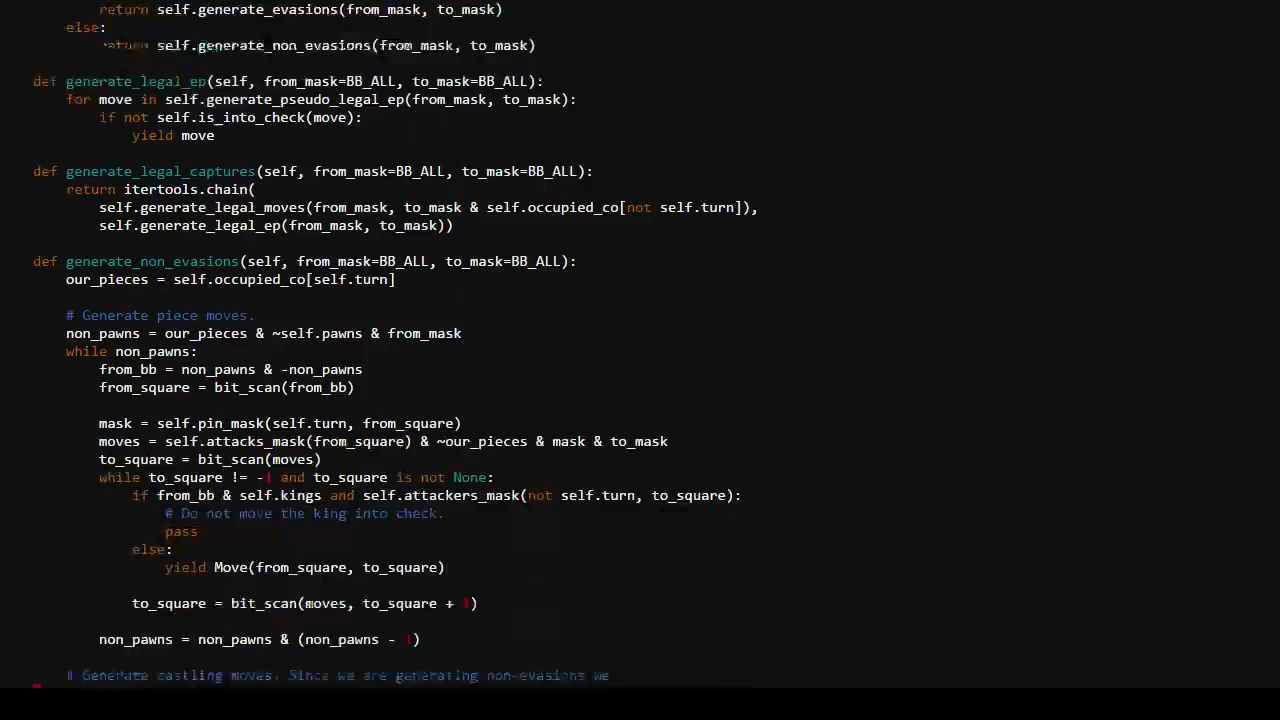 return self.generate_evasions(from_mask, to_mask)
else:
return self.generate_non_evasions(from_mask, to_mask)
def generate_legal_ep(self, from_mask=BB_ALL, to_mask=BB_ALL):
for move in self.generate_pseudo_legal_ep(from_mask, to_mask):
if not self.is_into_check(move):
yield move
def generate_legal_captures(self, from_mask=BB_ALL, to_mask=BB_ALL):
return itertools.chain(
self.generate_legal_moves(from_mask, to_mask & self.occupied_co[not self.turn]),
self.generate_legal_ep(from_mask, to_mask))
def generate_non_evasions(self, from_mask=BB_ALL, to_mask=BB_ALL):
our_pieces = self.occupied_co[self.turn]
# Generate piece moves.
non_pawns = our_pieces & ~self.pawns & from_mask
while non_pawns:
from_bb = non_pawns & -non_pawns
from_square = bit_scan(from_bb)
mask = self.pin_mask(self.turn, from_square)
moves = self.attacks_mask(from_square) & ~our_pieces & mask & to_mask
to_square = bit_scan(moves)
while to_square != -1 and to_square is not None:
if from_bb & self.kings and self.attackers_mask(not self.turn, to_square):
# Do not move the king into check.
pass
else:
yield Move(from_square, to_square)
to_square = bit_scan(moves, to_square + 1)
non_pawns = non_pawns & (non_pawns - 1)
# Generate castling moves. Since we are generating non-evasions we